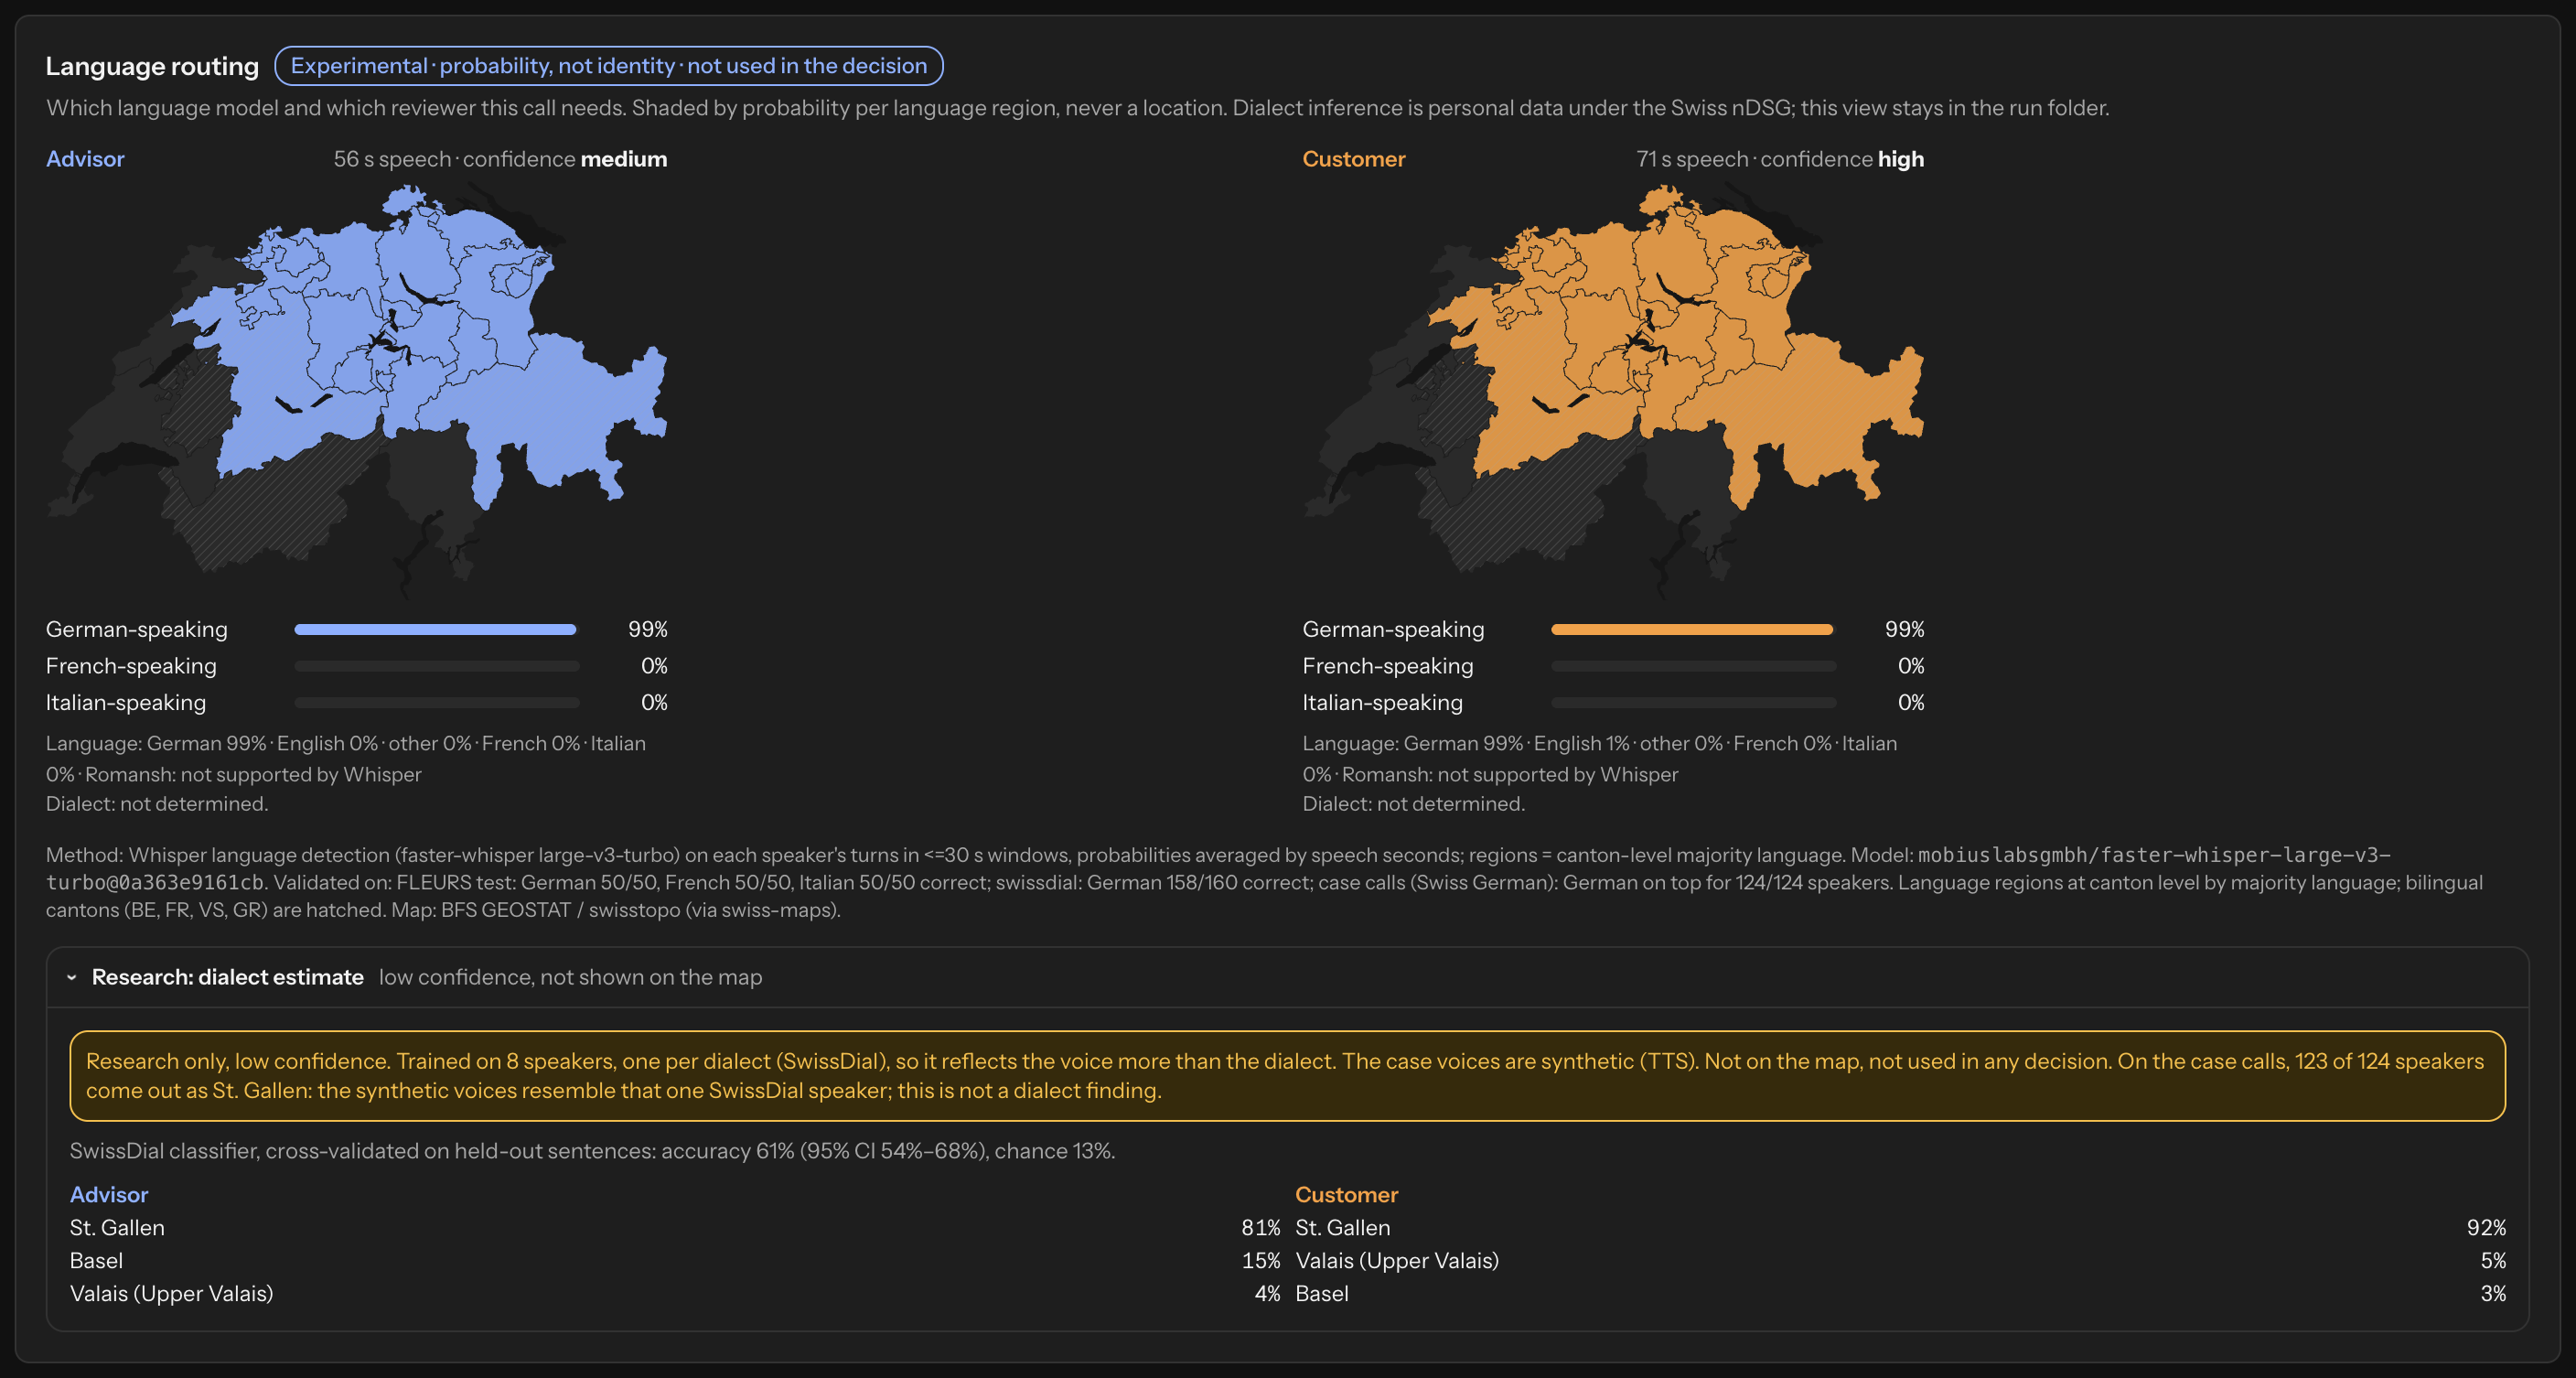 Language routing
Experimental · probability, not identity · not used in the decision
Which language model and which reviewer this call needs. Shaded by probability per language region, never a location. Dialect inference is personal data under the Swiss nDSG; this view stays in the run folder.
Advisor
56 s speech · confidence medium
German-speaking 99%
French-speaking 0%
Italian-speaking 0%
Language: German 99% · English 0% · other 0% · French 0% · Italian
0% · Romansh: not supported by Whisper
Dialect: not determined.
Customer
71 s speech · confidence high
German-speaking 99%
French-speaking 0%
Italian-speaking 0%
Language: German 99% · English 1% · other 0% · French 0% · Italian
0% · Romansh: not supported by Whisper
Dialect: not determined.
Method: Whisper language detection (faster-whisper large-v3-turbo) on each speaker's turns in <=30 s windows, probabilities averaged by speech seconds; regions = canton-level majority language. Model: mobiuslabsgmbh/faster-whisper-large-v3-
turbo@0a363e9161cb. Validated on: FLEURS test: German 50/50, French 50/50, Italian 50/50 correct; swissdial: German 158/160 correct; case calls (Swiss German): German on top for 124/124 speakers. Language regions at canton level by majority language; bilingual
cantons (BE, FR, VS, GR) are hatched. Map: BFS GEOSTAT / swisstopo (via swiss-maps).
Research: dialect estimate low confidence, not shown on the map
Research only, low confidence. Trained on 8 speakers, one per dialect (SwissDial), so it reflects the voice more than the dialect. The case voices are synthetic (TTS). Not on the map, not used in any decision. On the case calls, 123 of 124 speakers
come out as St. Gallen: the synthetic voices resemble that one SwissDial speaker; this is not a dialect finding.
SwissDial classifier, cross-validated on held-out sentences: accuracy 61% (95% CI 54%–68%), chance 13%.
Advisor
St. Gallen 81%
Basel 15%
Valais (Upper Valais) 4%
Customer
St. Gallen 92%
Valais (Upper Valais) 5%
Basel 3%